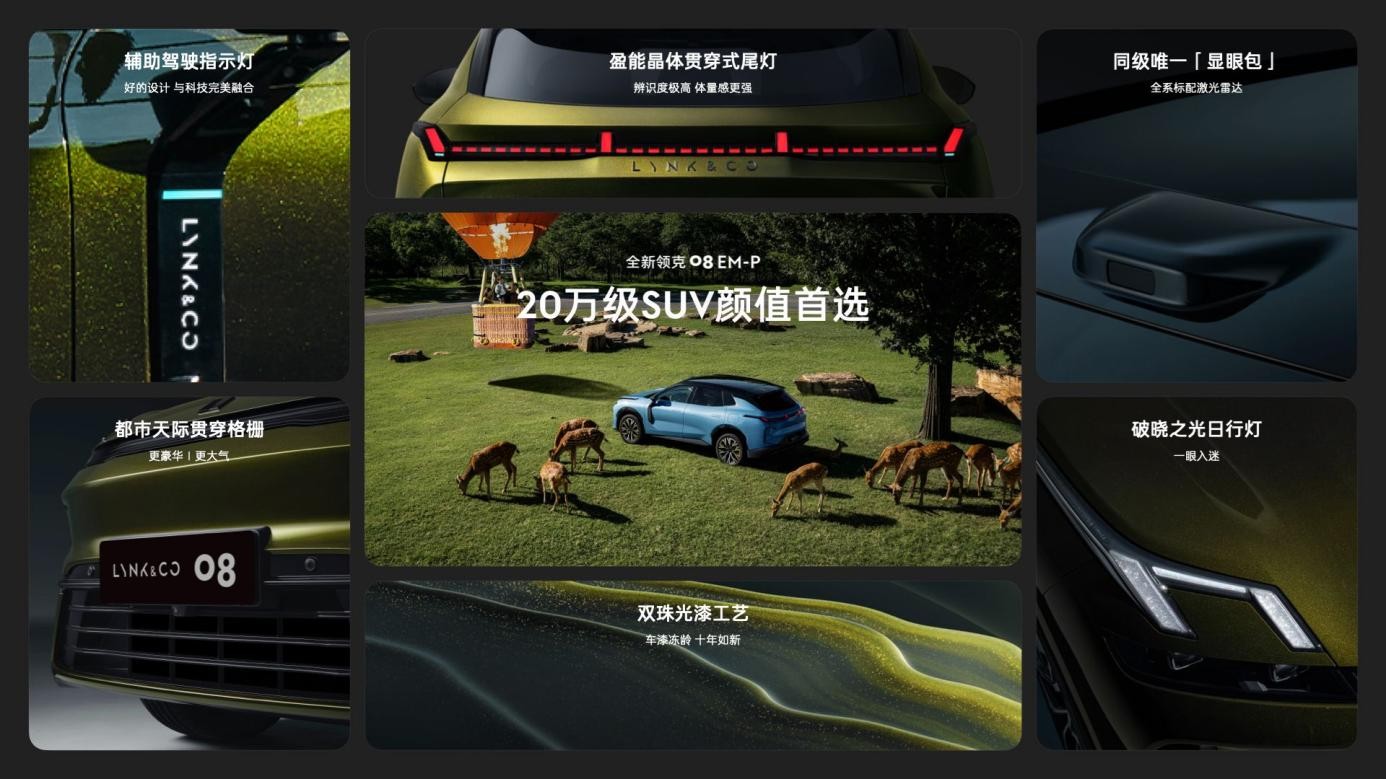 辅助驾驶指示灯
好的设计 与科技完美融合
LYNK&CO
盈能晶体贯穿式尾灯
辨识度极高 体量感更强
LYNK&CO
同级唯一「显眼包」
全系标配激光雷达
全新领克 08 EM-P
20万级SUV颜值首选
都市天际贯穿格栅
更豪华 | 更大气
LYNK&CO 08
双珠光漆工艺
车漆冻龄 十年如新
破晓之光日行灯
一眼入迷